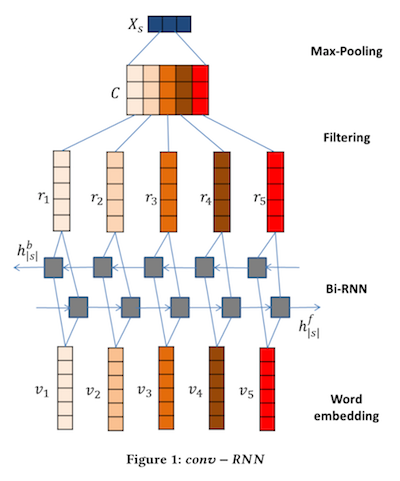 X_s
Max-Pooling
C
Filtering
r_1 r_2 r_3 r_4 r_5
h^b_{|s|}
Bi-RNN
h^f_{|s|}
v_1 v_2 v_3 v_4 v_5
Word
embedding
Figure 1: conv − RNN